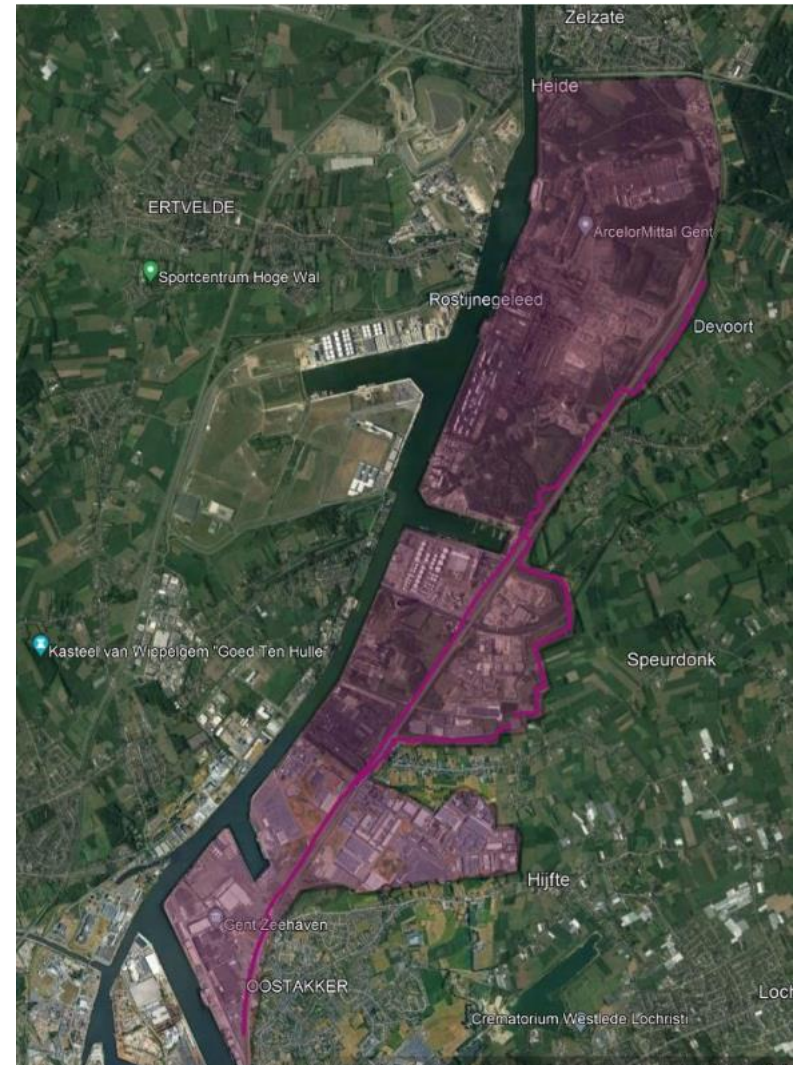 Zelzate
Heide
ERTVELDE
ArcelorMittal Gent
Sportcentrum Hoge Wal
Rostijnegeleed
Devoort
Kasteel van Wippelgem "Goed Ten Hulle
Speurdonk
Hijfte
Gent Zeehaven
OOSTAKKER
Loch
Crematorium Westlede Lochristi